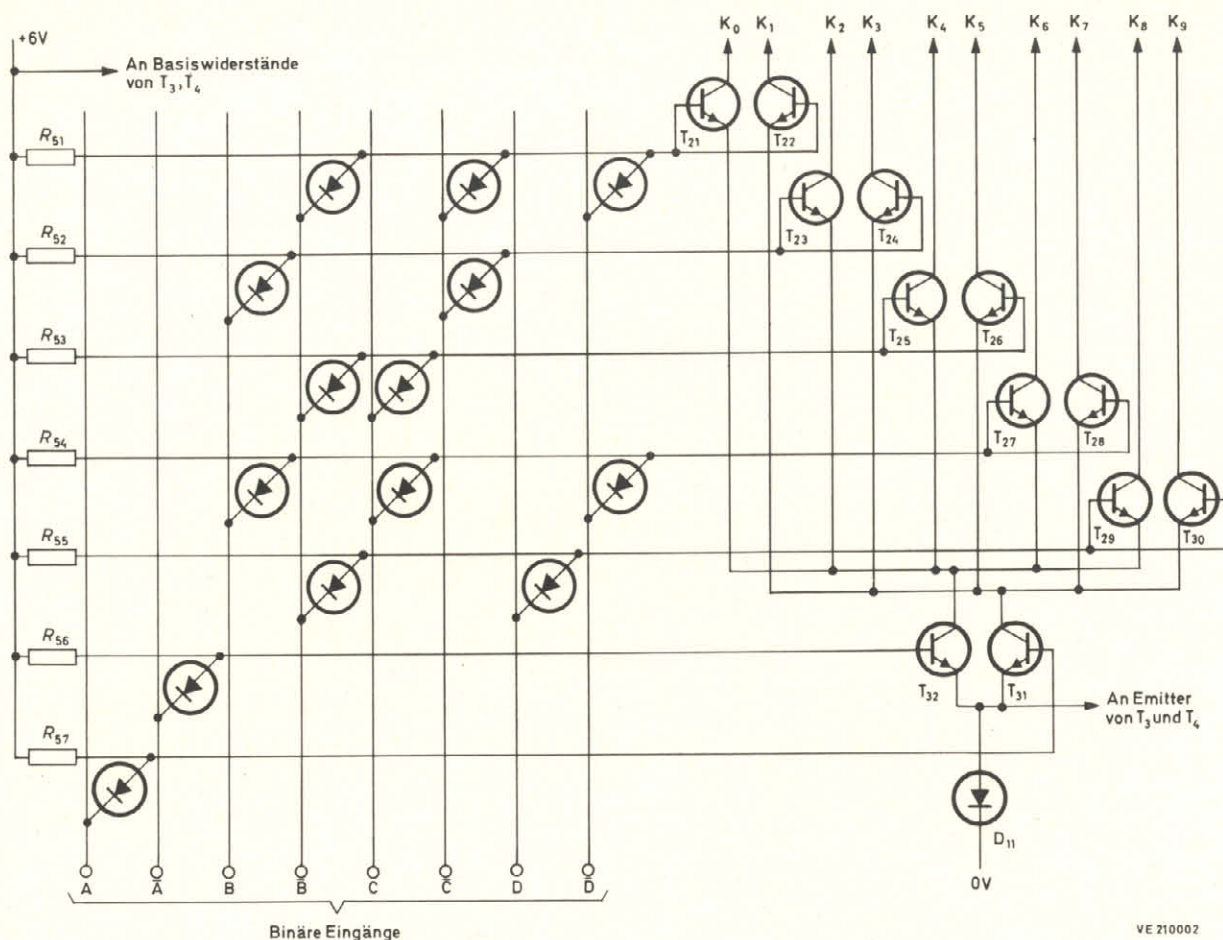 K0 K1 K2 K3 K4 K5 K6 K7 K8 K9
+6V
An Basiswiderstände
von T3, T4
R51
T21 T22
R52
T23 T24
R53
T25 T26
R54
T27 T28
R55
T29 T30
R56
T32 T31
An Emitter
von T3 und T4
R57
D11
0V
A A̅ B B̅ C C̅ D D̅
Binäre Eingänge
VE 210002